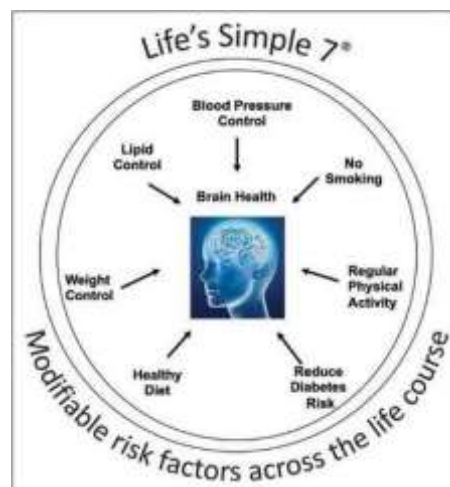 Life's Simple 7®
Blood Pressure
Control
Lipid
Control
No
Smoking
Brain Health
Weight
Control
Regular
Physical
Activity
Healthy
Diet
Reduce
Diabetes
Risk
Modifiable risk factors across the life course